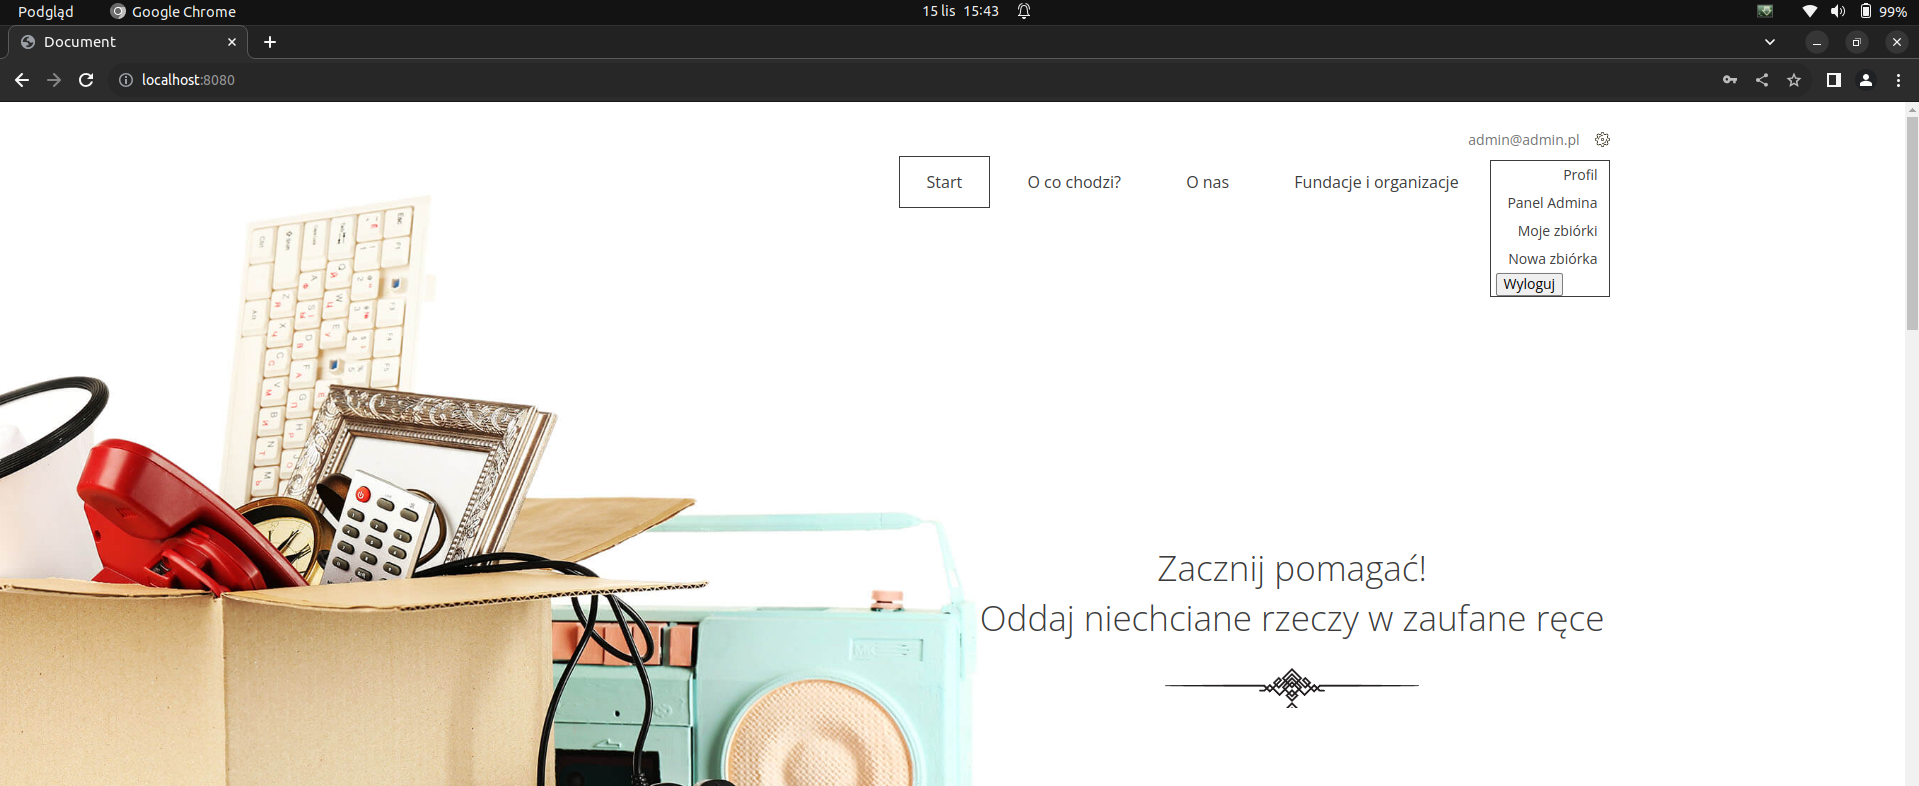 Podgląd Google Chrome 15 lis 15:43 99%
Document
localhost:8080
admin@admin.pl
Start O co chodzi? O nas Fundacje i organizacje
Profil
Panel Admina
Moje zbiórki
Nowa zbiórka
Wyloguj
Zacznij pomagać!
Oddaj niechciane rzeczy w zaufane ręce